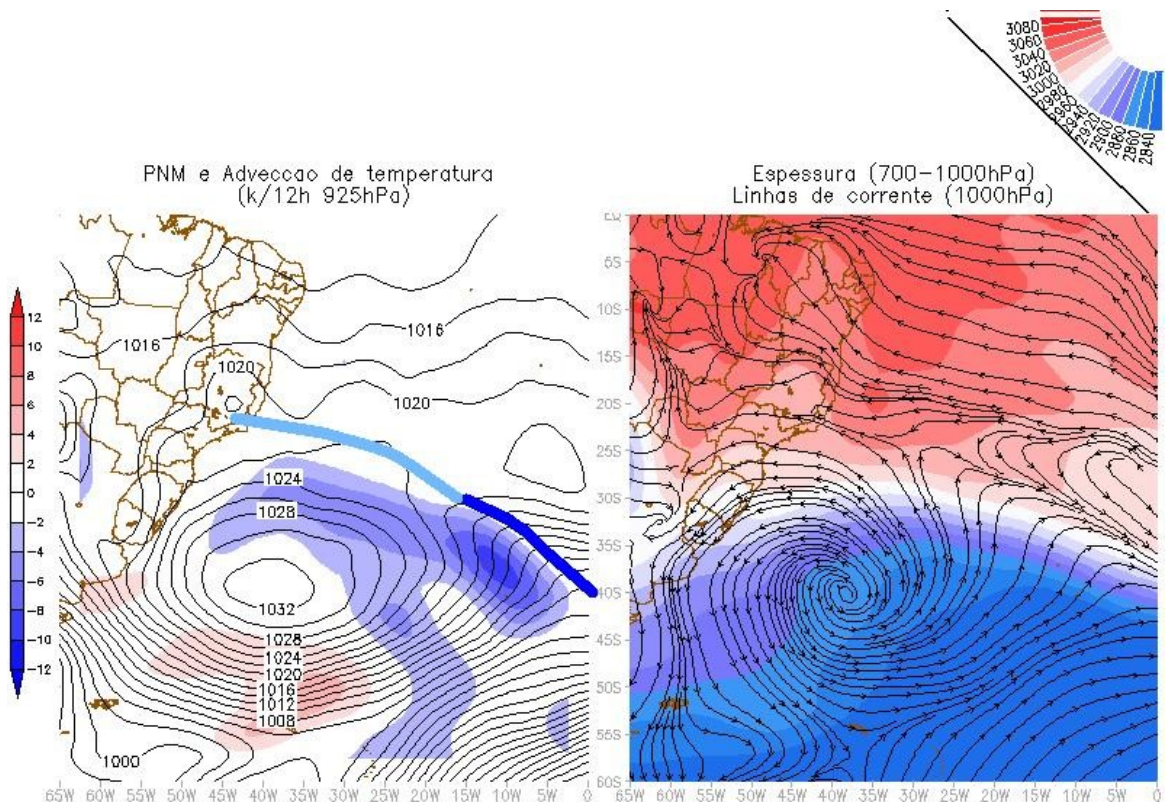 3080
3060
3040
3020
3000
2980
2960
2940
2920
2900
2880
2860
2840
PNM e Adveccao de temperatura
(k/12h 925hPa)
Espessura (700-1000hPa)
Linhas de corrente (1000hPa)
12
10
8
6
4
2
0
-2
-4
-6
-8
-10
-12
1016
1016
1020
1020
1024
1028
1032
1028
1024
1020
1016
1012
1008
1000
65W 60W 55W 50W 45W 40W 35W 30W 25W 20W 15W 10W 5W 0
EQ
5S
10S
15S
20S
25S
30S
35S
40S
45S
50S
55S
60S
65W 60W 55W 50W 45W 40W 35W 30W 25W 20W 15W 10W 5W 0